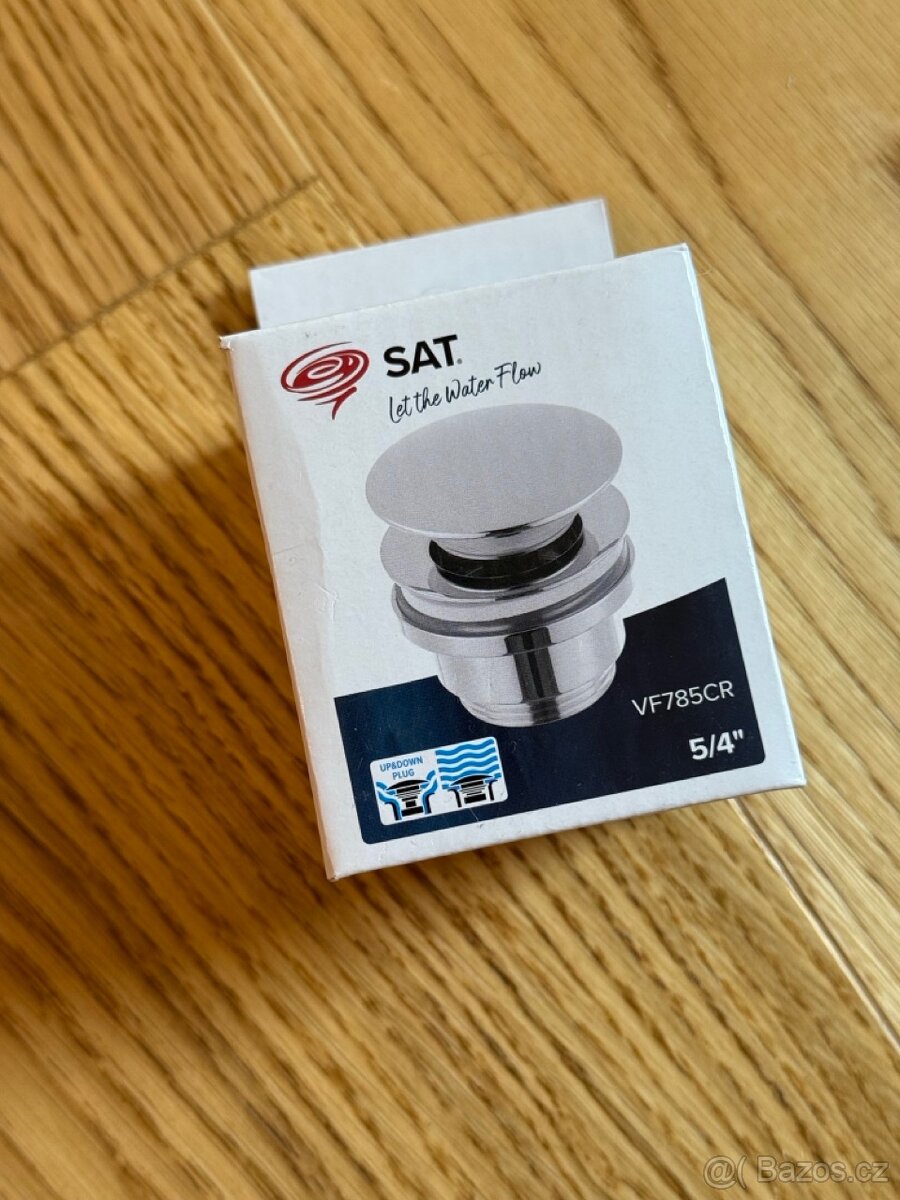 SAT.
Let the Water Flow
VF785CR
5/4"
UP&DOWN
PLUG
@( Bazos.cz